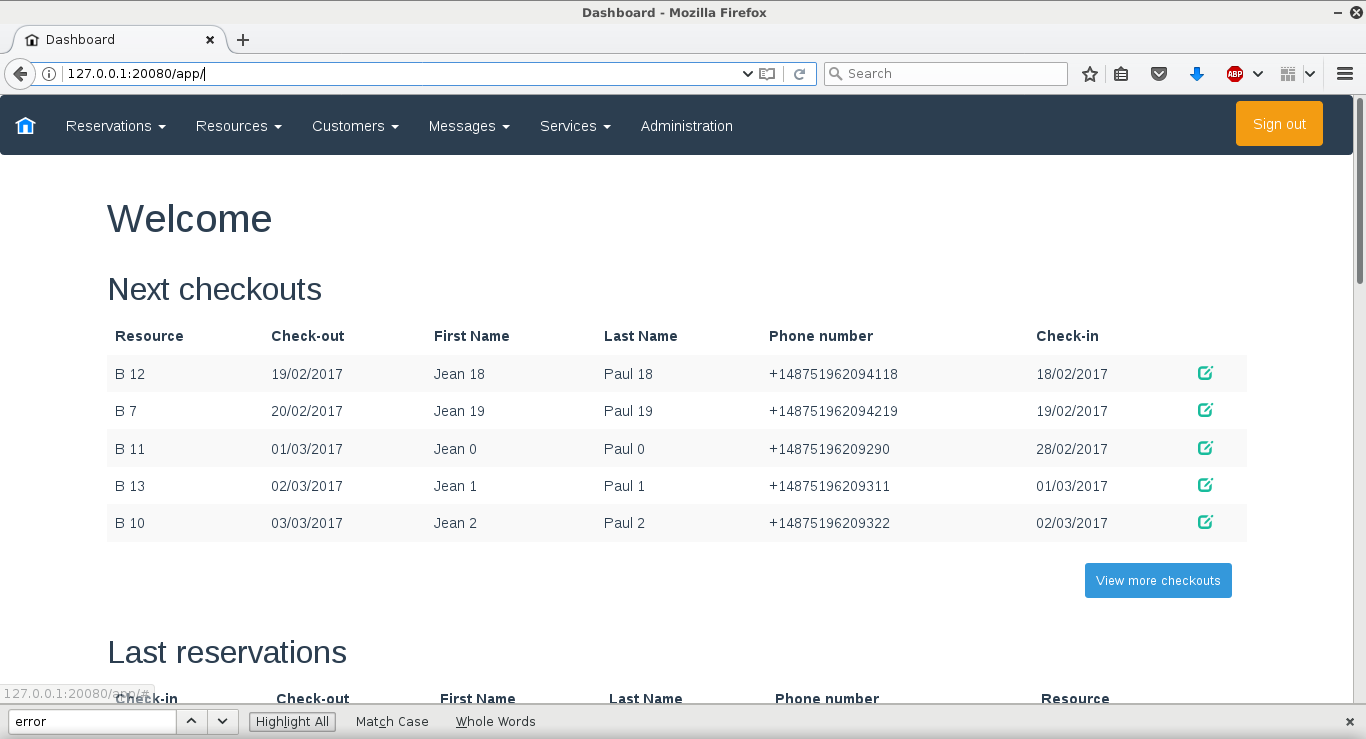 Dashboard - Mozilla Firefox
Dashboard
127.0.0.1:20080/app/ Search ABP
Reservations Resources Customers Messages Services Administration Sign out
Welcome
Next checkouts
Resource Check-out First Name Last Name Phone number Check-in
B 12 19/02/2017 Jean 18 Paul 18 +148751962094118 18/02/2017
B 7 20/02/2017 Jean 19 Paul 19 +148751962094219 19/02/2017
B 11 01/03/2017 Jean 0 Paul 0 +14875196209290 28/02/2017
B 13 02/03/2017 Jean 1 Paul 1 +14875196209311 01/03/2017
B 10 03/03/2017 Jean 2 Paul 2 +14875196209322 02/03/2017
View more checkouts
Last reservations
127.0.0.1:20080/app/#
Check-in Check-out First Name Last Name Phone number Resource
error Highlight All Match Case Whole Words